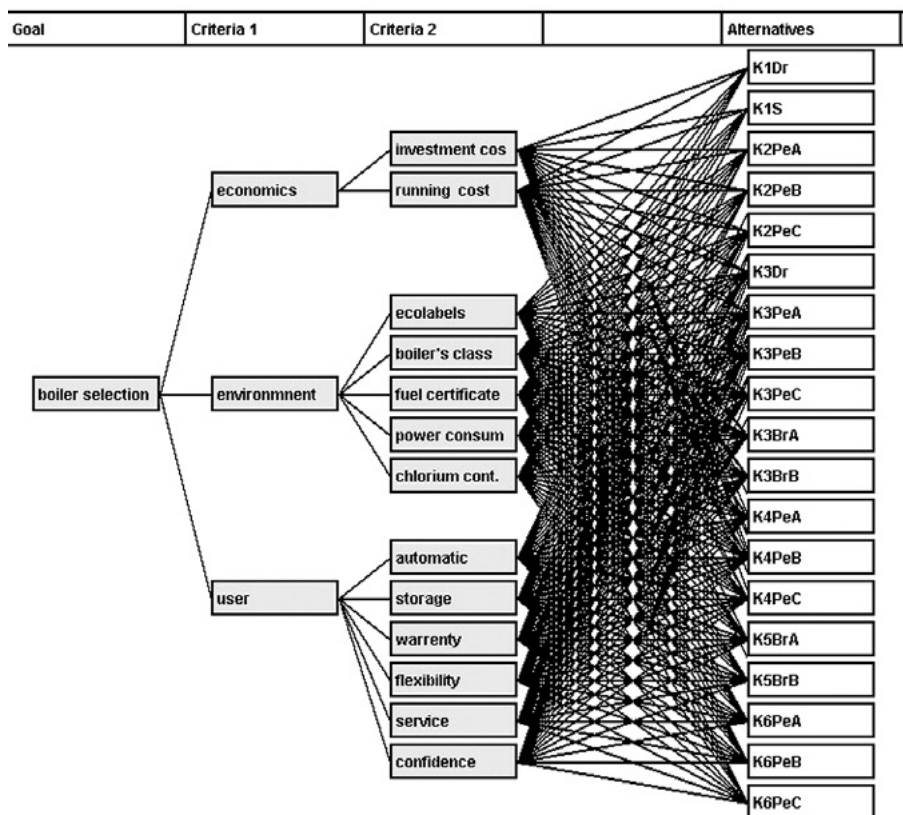 Goal
Criteria 1
Criteria 2
Alternatives
boiler selection
economics
environmnent
user
investment cos
running cost
ecolabels
boiler's class
fuel certificate
power consum
chlorium cont.
automatic
storage
warrenty
flexibility
service
confidence
K1Dr
K1S
K2PeA
K2PeB
K2PeC
K3Dr
K3PeA
K3PeB
K3PeC
K3BrA
K3BrB
K4PeA
K4PeB
K4PeC
K5BrA
K5BrB
K6PeA
K6PeB
K6PeC